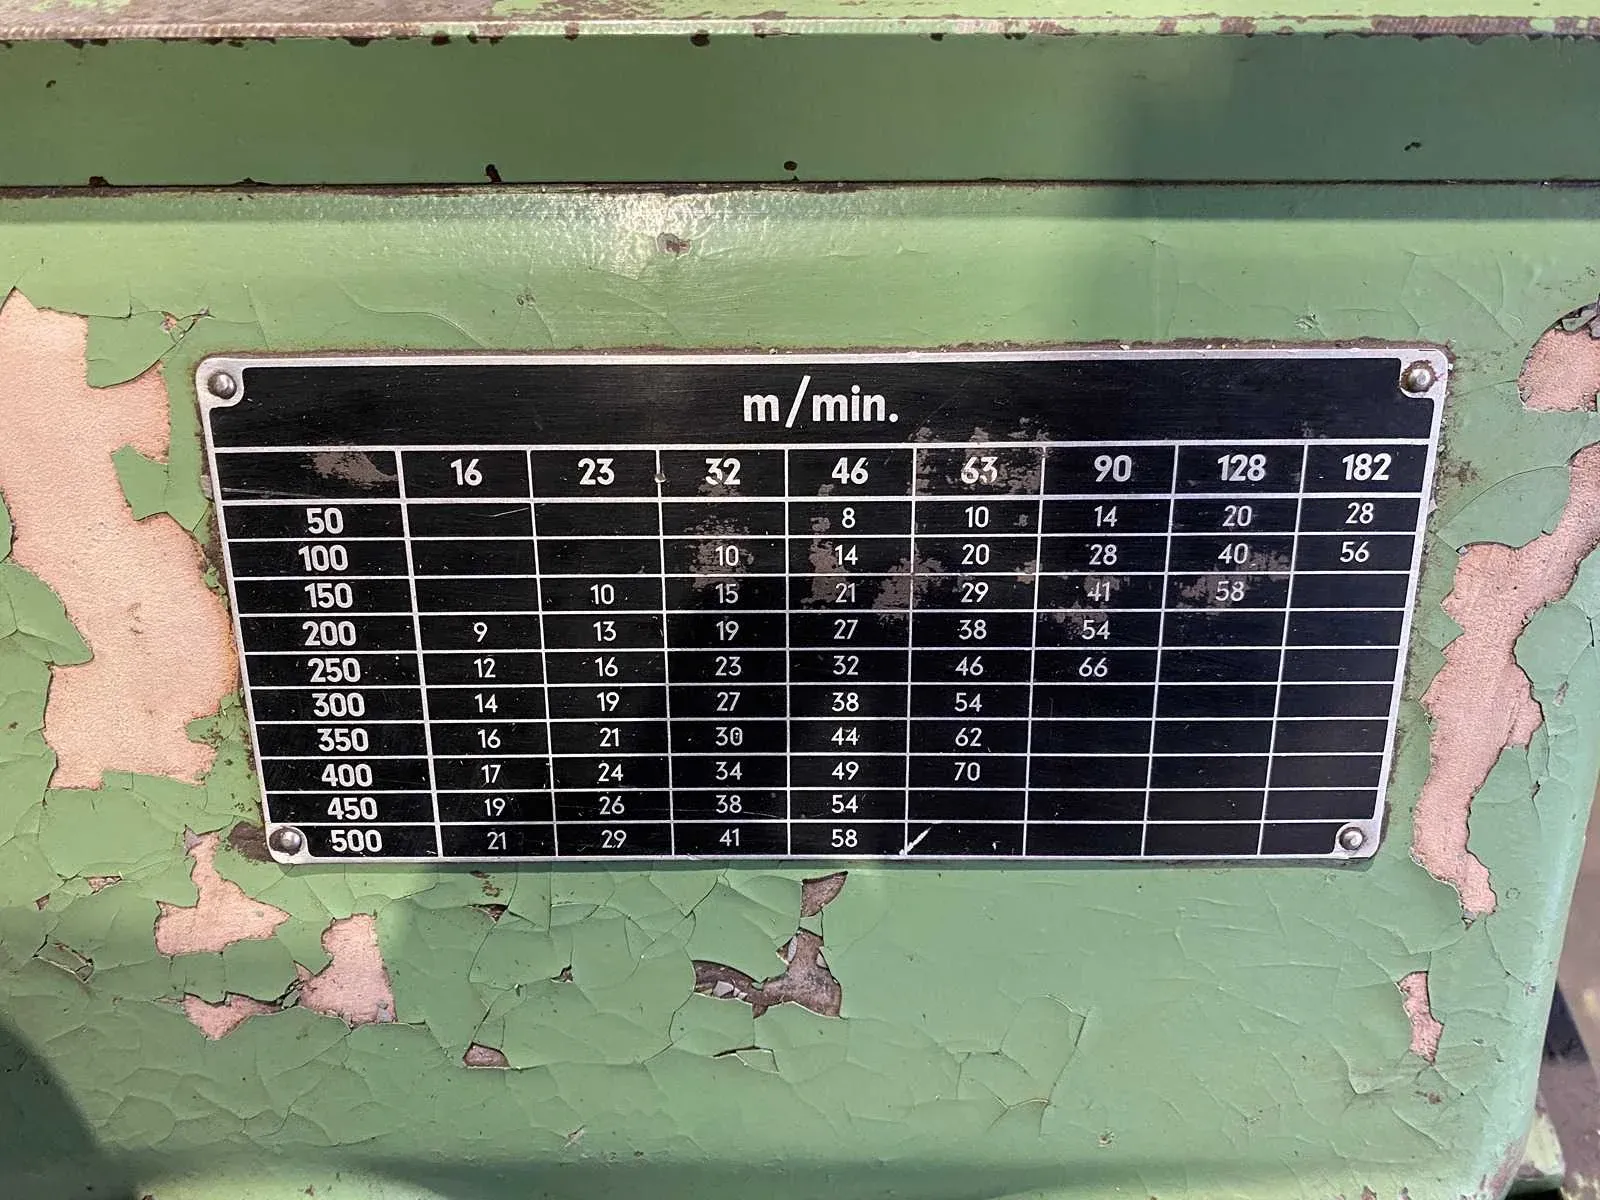 m/min.
16 23 32 46 63 90 128 182
50 8 10 14 20 28
100 10 14 20 28 40 56
150 10 15 21 29 41 58
200 9 13 19 27 38 54
250 12 16 23 32 46 66
300 14 19 27 38 54
350 16 21 30 44 62
400 17 24 34 49 70
450 19 26 38 54
500 21 29 41 58